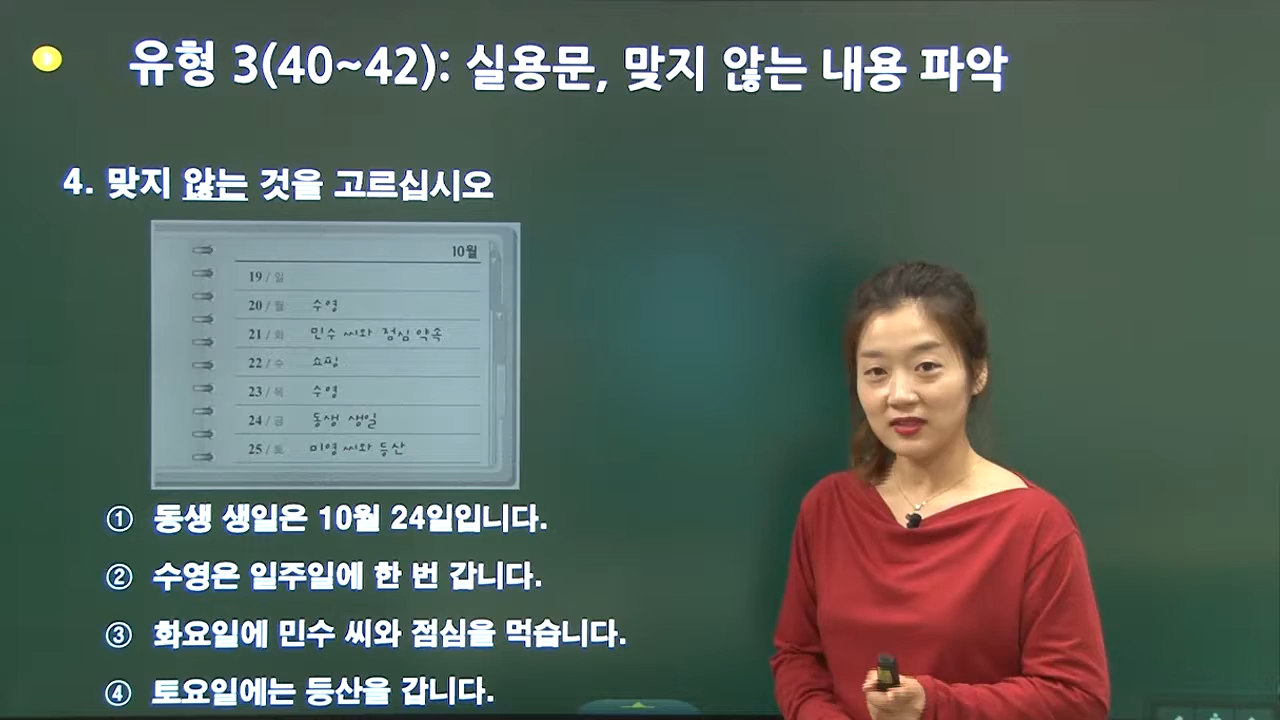 유형 3(40~42): 실용문, 맞지 않는 내용 파악
4. 맞지 않는 것을 고르십시오
10월
19 / 일
20 / 월 수영
21 / 화 민수 씨와 점심 약속
22 / 수 쇼핑
23 / 목 수영
24 / 금 동생 생일
25 / 토 미영 씨와 등산
① 동생 생일은 10월 24일입니다.
② 수영은 일주일에 한 번 갑니다.
③ 화요일에 민수 씨와 점심을 먹습니다.
④ 토요일에는 등산을 갑니다.